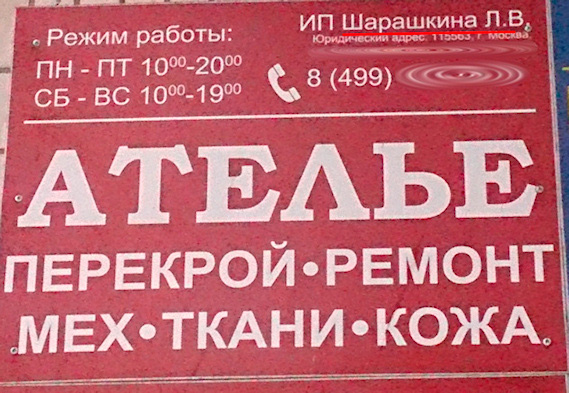 Режим работы:
ПН - ПТ 10⁰⁰-20⁰⁰
СБ - ВС 10⁰⁰-19⁰⁰
ИП Шарашкина Л.В.
Юридический адрес: 115563, г. Москва,
8 (499)
АТЕЛЬЕ
ПЕРЕКРОЙ•РЕМОНТ
МЕХ•ТКАНИ•КОЖА